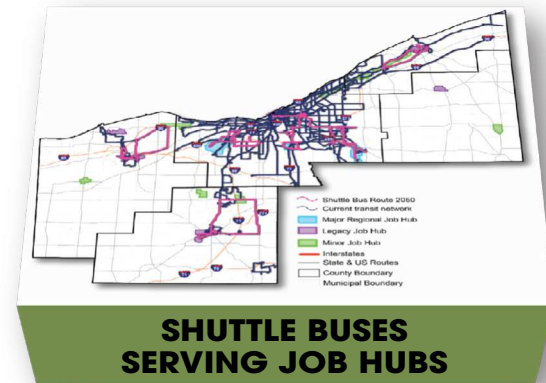 Shuttle Bus Route 2050
Current transit network
Major Regional Job Hub
Legacy Job Hub
Minor Job Hub
Interstates
State & US Routes
County Boundary
Municipal Boundary
SHUTTLE BUSES
SERVING JOB HUBS